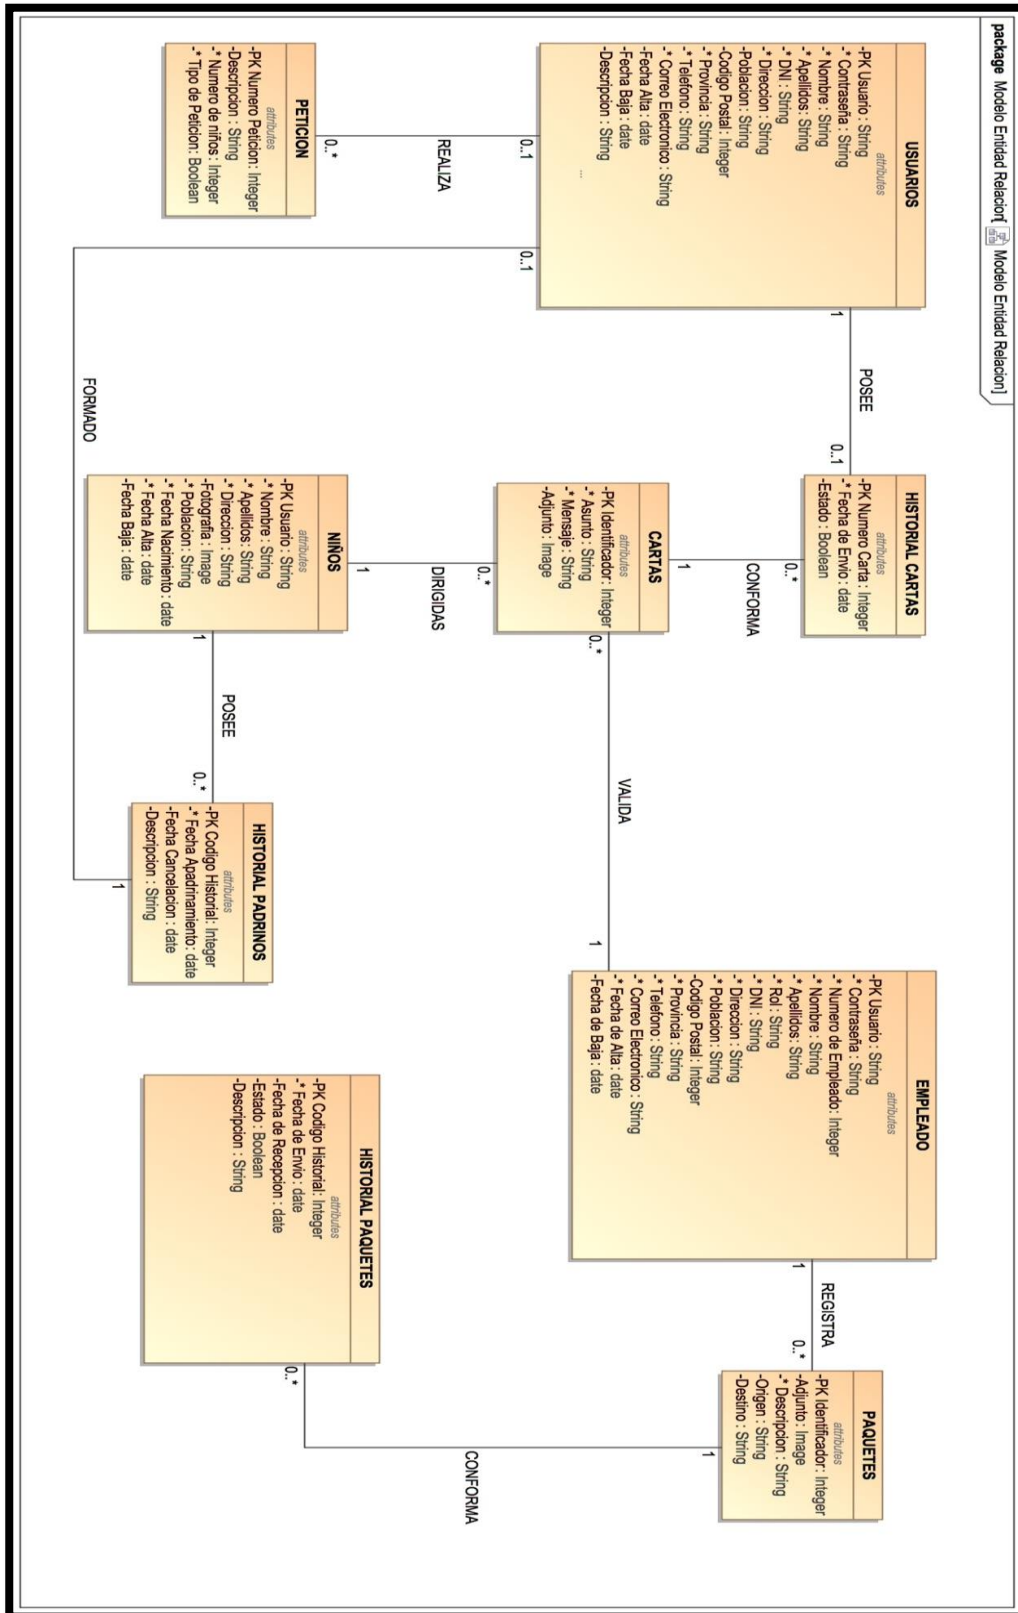 package Modelo Entidad Relacion[ Modelo Entidad Relacion]
USUARIOS
attributes
-PK Usuario : String
-* Contraseña : String
-* Nombre : String
-* Apellidos: String
-* DNI : String
-* Direccion : String
-Poblacion : String
-Codigo Postal : Integer
-* Provincia : String
-* Telefono : String
-* Correo Electronico : String
-Fecha Alta : date
-Fecha Baja : date
-Descripcion : String
...
1
POSEE
0..1
HISTORIAL CARTAS
attributes
-PK Numero Carta : Integer
-* Fecha de Envio : date
-Estado : Boolean
0..*
CONFORMA
1
CARTAS
attributes
-PK Identificador : Integer
-* Asunto : String
-* Mensaje : String
-Adjunto : Image
0..*
VALIDA
1
EMPLEADO
attributes
-PK Usuario : String
-* Contraseña : String
-* Numero de Empleado : Integer
-* Nombre : String
-* Apellidos: String
-* Rol : String
-* DNI : String
-* Direccion : String
-* Poblacion : String
-Codigo Postal : Integer
-* Provincia : String
-* Telefono : String
-* Correo Electronico : String
-* Fecha de Alta : date
-Fecha de Baja : date
1
REGISTRA
0..*
PAQUETES
attributes
-PK Identificador : Integer
-Adjunto : Image
-* Descripcion : String
-Origen : String
-Destino : String
1
CONFORMA
0..*
HISTORIAL PAQUETES
attributes
-PK Codigo Historial : Integer
-* Fecha de Envio : date
-Fecha de Recepcion : date
-Estado : Boolean
-Descripcion : String
0..1
REALIZA
0..*
PETICION
attributes
-PK Numero Peticion : Integer
-Descripcion : String
-* Numero de niños : Integer
-* Tipo de Peticion: Boolean
0..1
FORMADO
1
0..*
DIRIGIDAS
1
NIÑOS
attributes
-PK Usuario : String
-* Nombre : String
-* Apellidos: String
-* Direccion : String
-Fotografia : Image
-* Poblacion : String
-* Fecha Nacimiento : date
-* Fecha Alta : date
-Fecha Baja : date
1
POSEE
0..*
HISTORIAL PADRINOS
attributes
-PK Codigo Historial : Integer
-* Fecha Apadrinamiento : date
-Fecha Cancelacion : date
-Descripcion : String